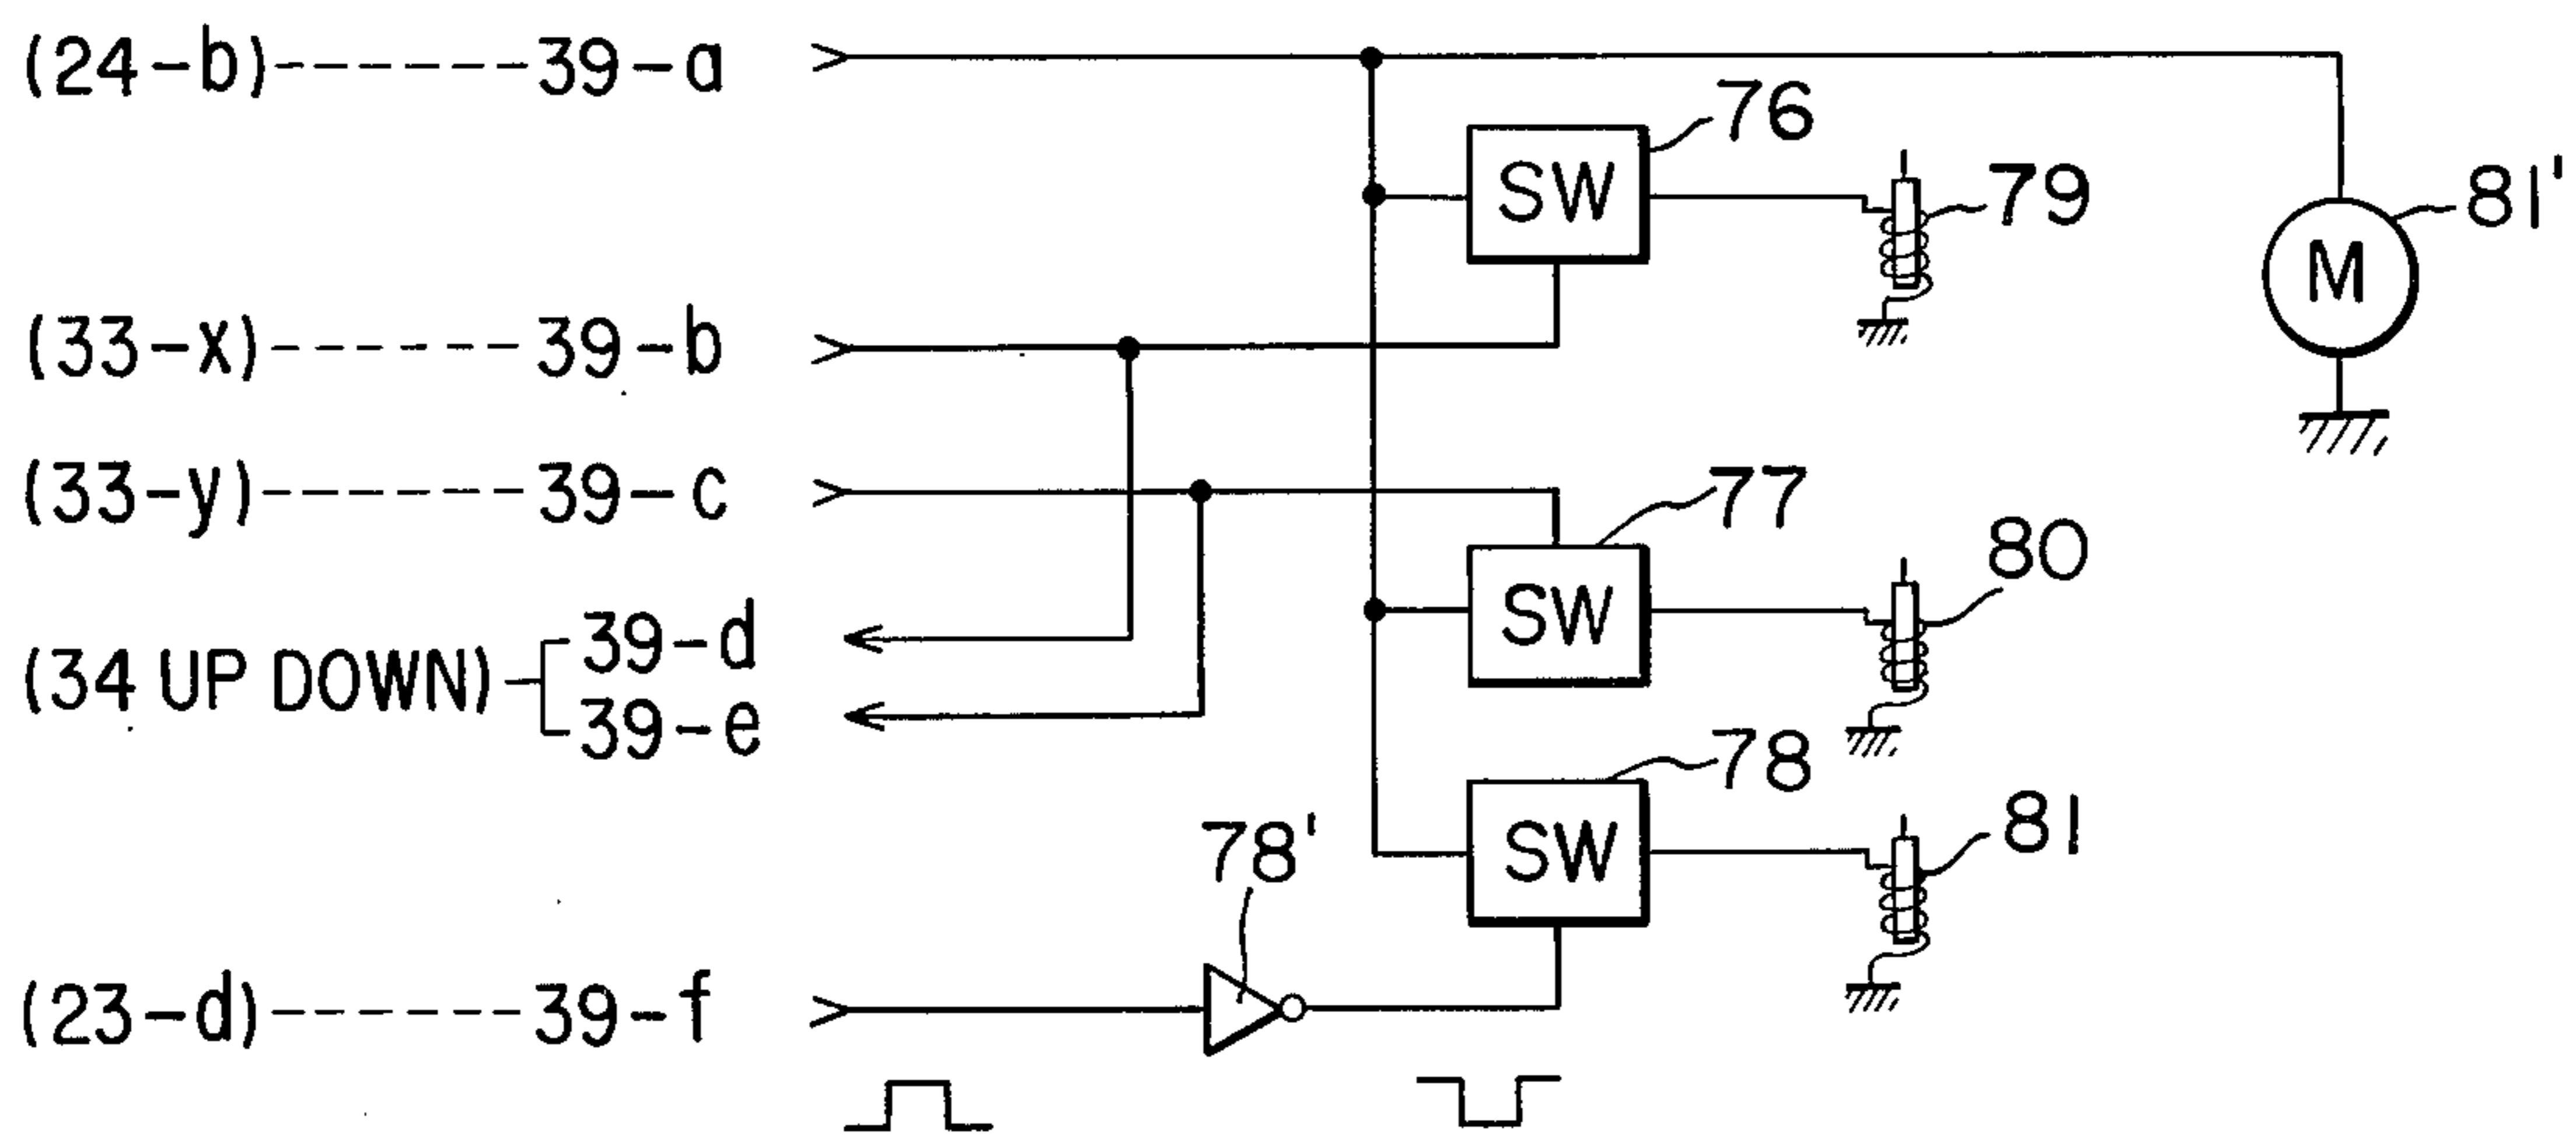 (24-b)-------39-a
76
SW
79
81'
M
(33-x)------39-b
(33-y)------39-c
77
SW
80
(34 UP DOWN)
39-d
39-e
78
SW
81
78'
(23-d)------39-f